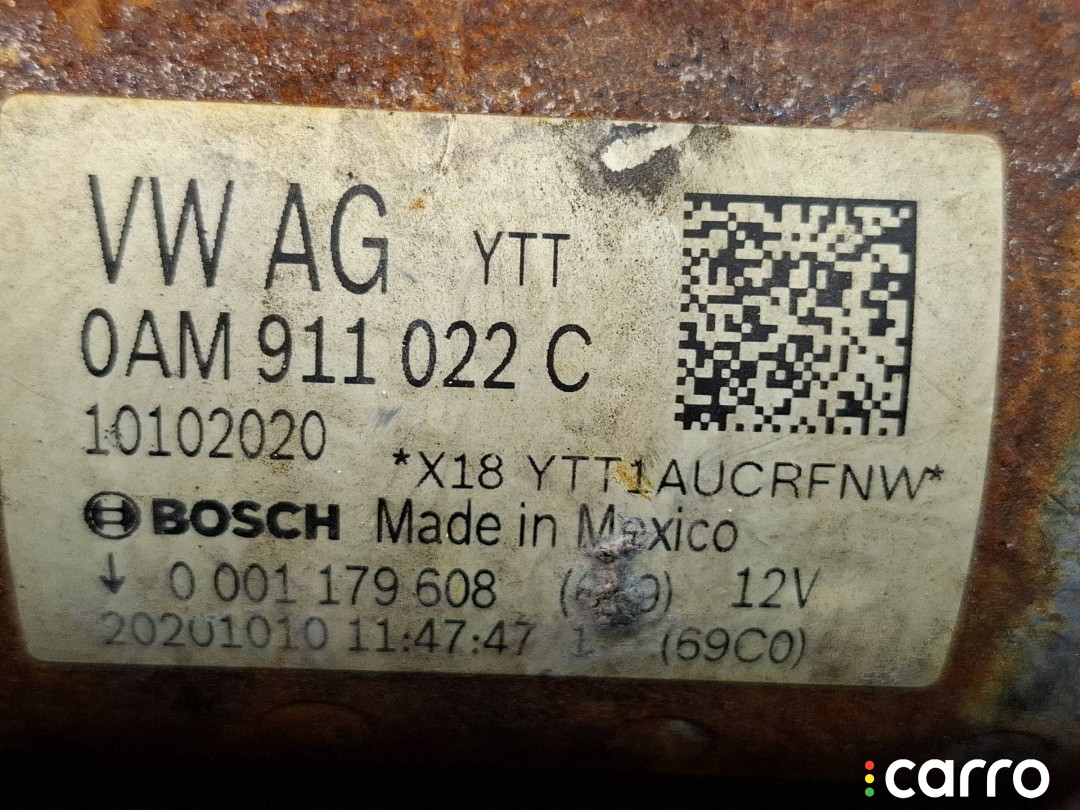 VW AG YTT
0AM 911 022 C
10102020
*X18 YTT1AUCRFNW*
BOSCH Made in Mexico
↓ 0 001 179 608 12V
20201010 11:47:47 1 (69C0)
carro